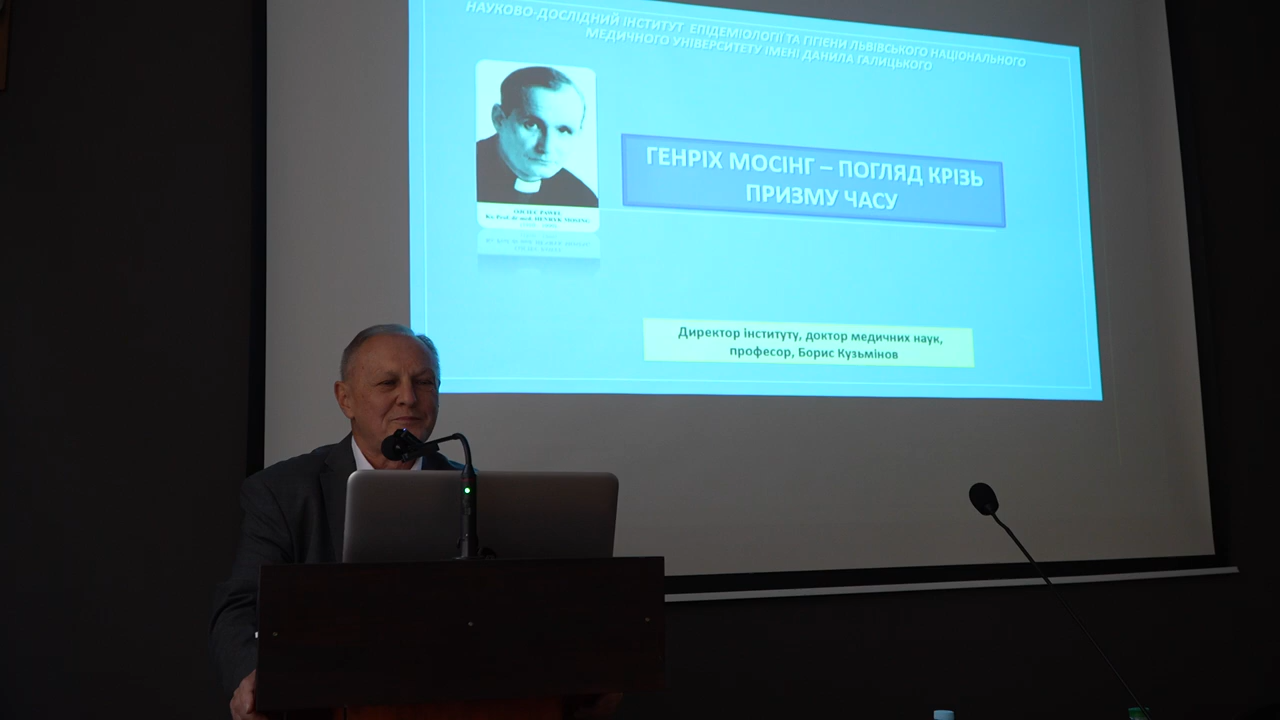 НАУКОВО-ДОСЛІДНИЙ ІНСТИТУТ ЕПІДЕМІОЛОГІЇ ТА ГІГІЄНИ ЛЬВІВСЬКОГО НАЦІОНАЛЬНОГО
МЕДИЧНОГО УНІВЕРСИТЕТУ ІМЕНІ ДАНИЛА ГАЛИЦЬКОГО
ГЕНРІХ МОСІНГ – ПОГЛЯД КРІЗЬ
ПРИЗМУ ЧАСУ
Директор інституту, доктор медичних наук,
професор, Борис Кузьмінов